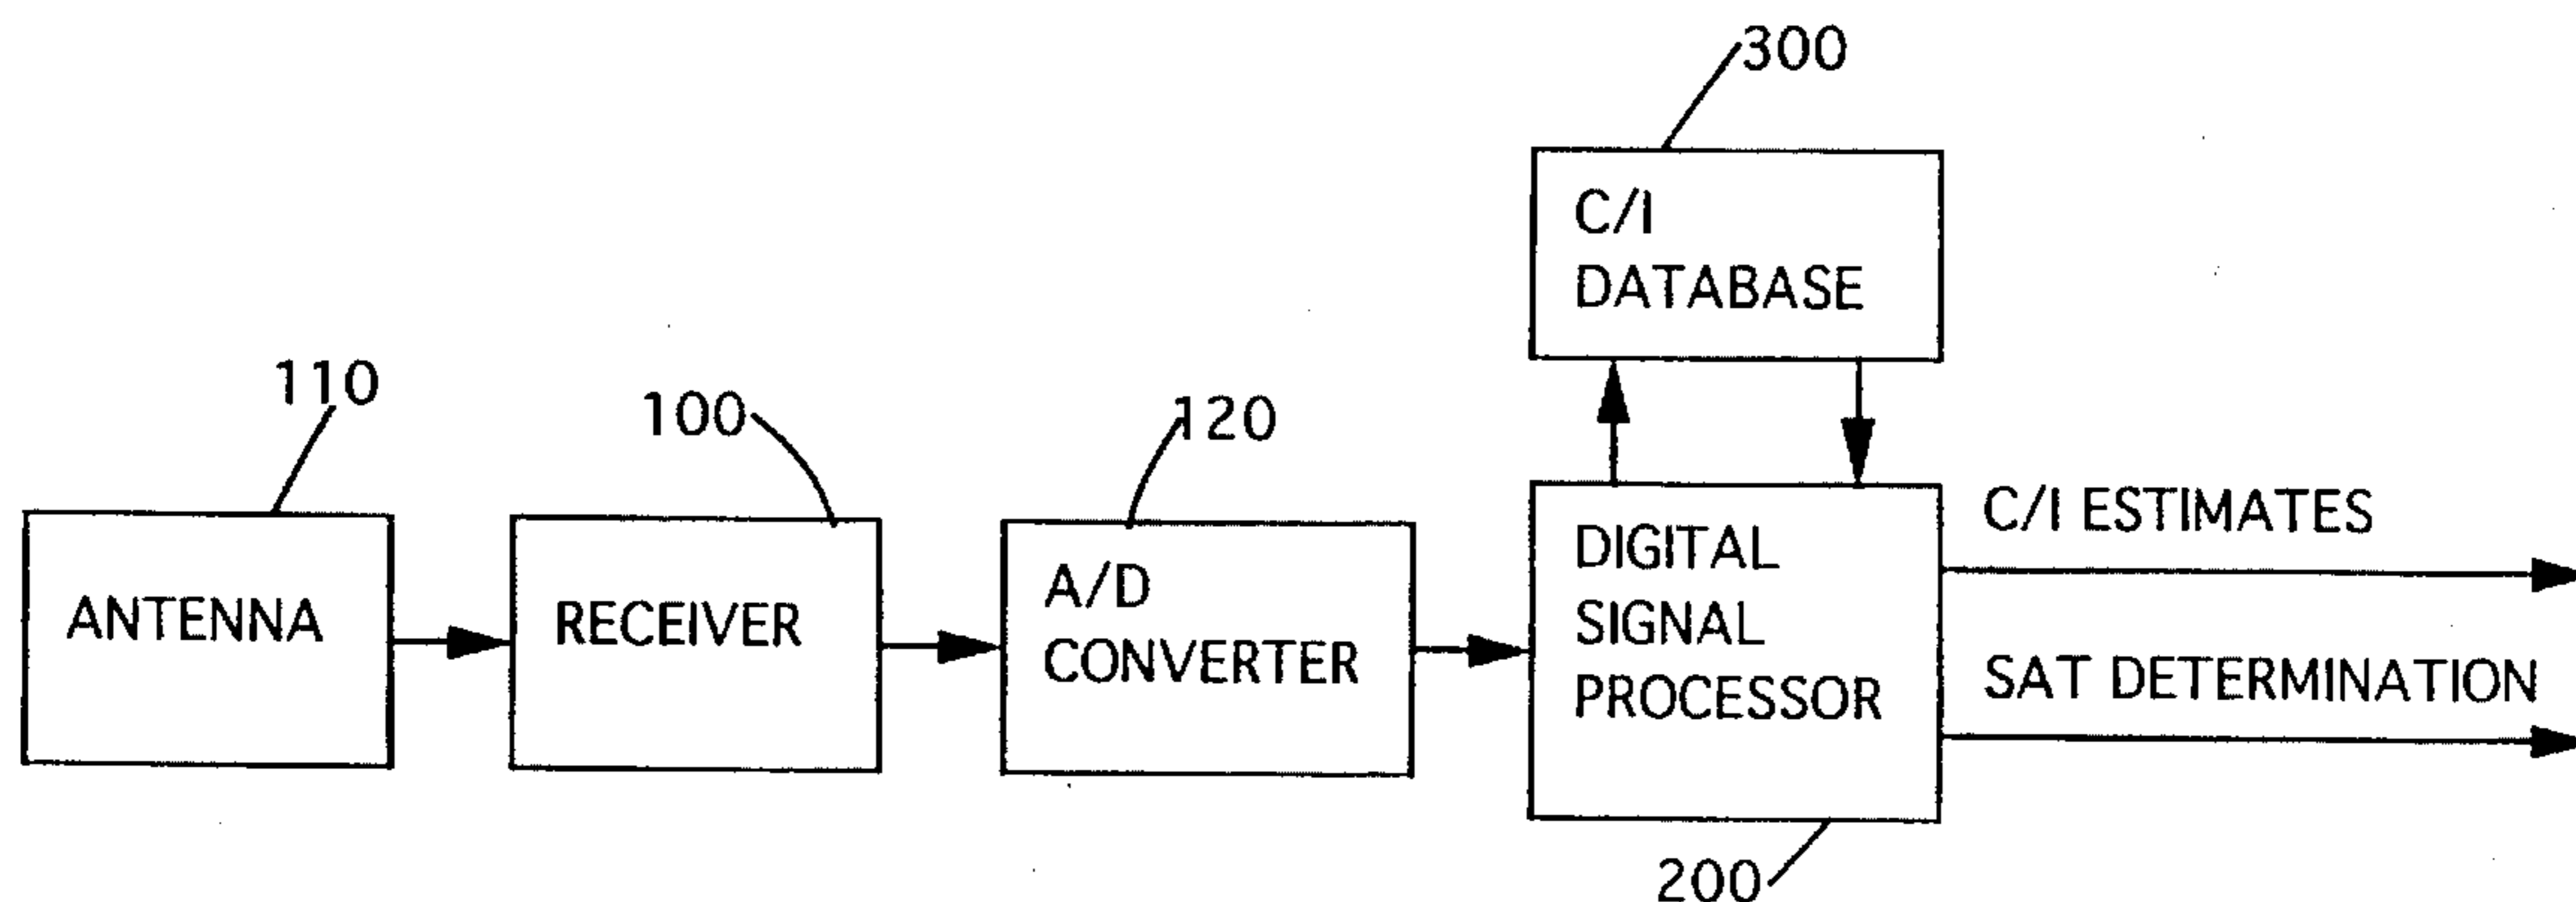 300
C/I
DATABASE
110
100
120
ANTENNA
RECEIVER
A/D
CONVERTER
DIGITAL
SIGNAL
PROCESSOR
C/I ESTIMATES
SAT DETERMINATION
200